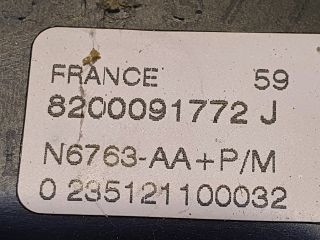 FRANCE 59
8200091772 J
N6763-AA+P/M
0 235121100032